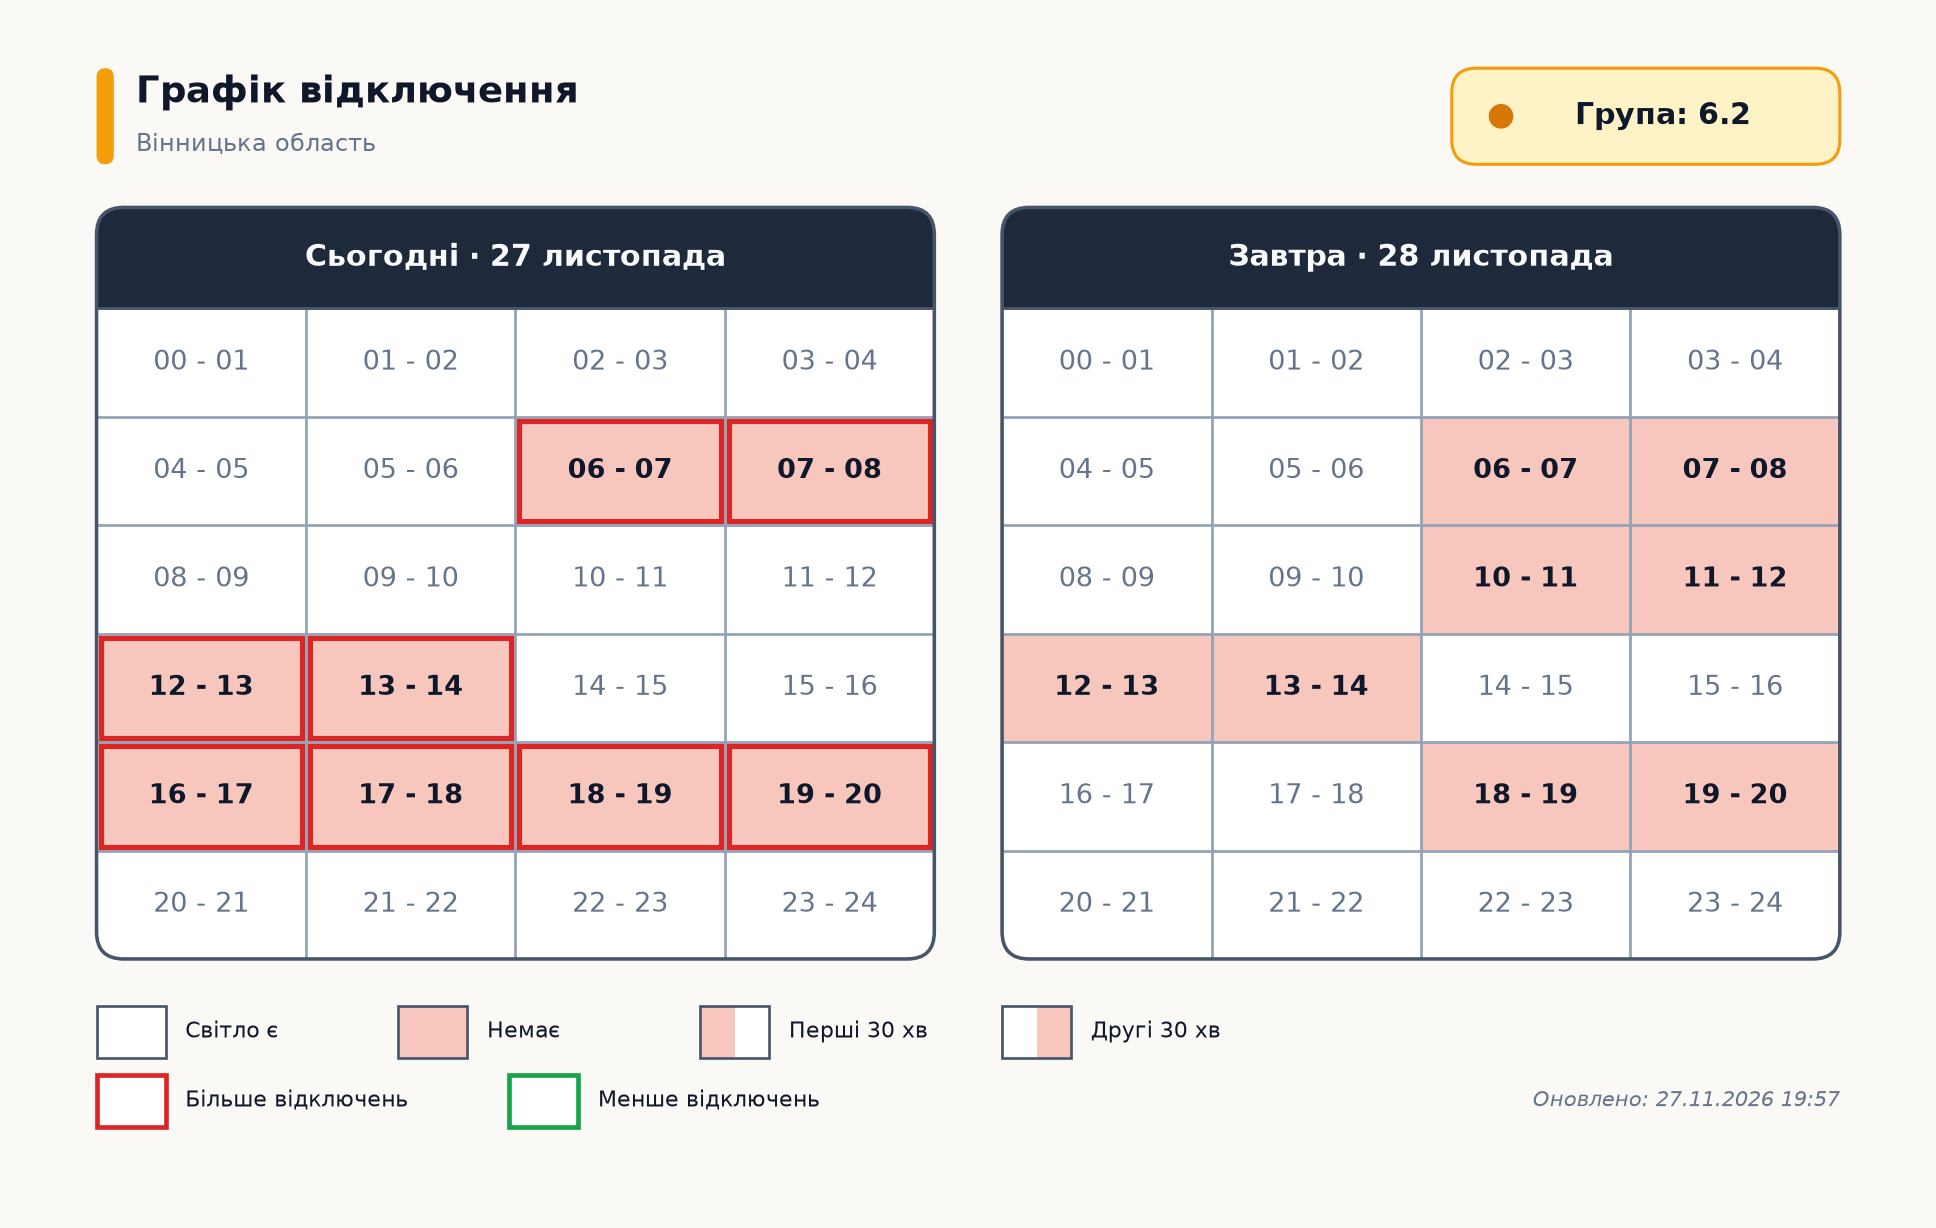 Графік відключення
Вінницька область
Група: 6.2
Сьогодні · 27 листопада
00 - 01 01 - 02 02 - 03 03 - 04
04 - 05 05 - 06 06 - 07 07 - 08
08 - 09 09 - 10 10 - 11 11 - 12
12 - 13 13 - 14 14 - 15 15 - 16
16 - 17 17 - 18 18 - 19 19 - 20
20 - 21 21 - 22 22 - 23 23 - 24
Завтра · 28 листопада
00 - 01 01 - 02 02 - 03 03 - 04
04 - 05 05 - 06 06 - 07 07 - 08
08 - 09 09 - 10 10 - 11 11 - 12
12 - 13 13 - 14 14 - 15 15 - 16
16 - 17 17 - 18 18 - 19 19 - 20
20 - 21 21 - 22 22 - 23 23 - 24
Світло є Немає Перші 30 хв Другі 30 хв
Більше відключень Менше відключень
Оновлено: 27.11.2026 19:57